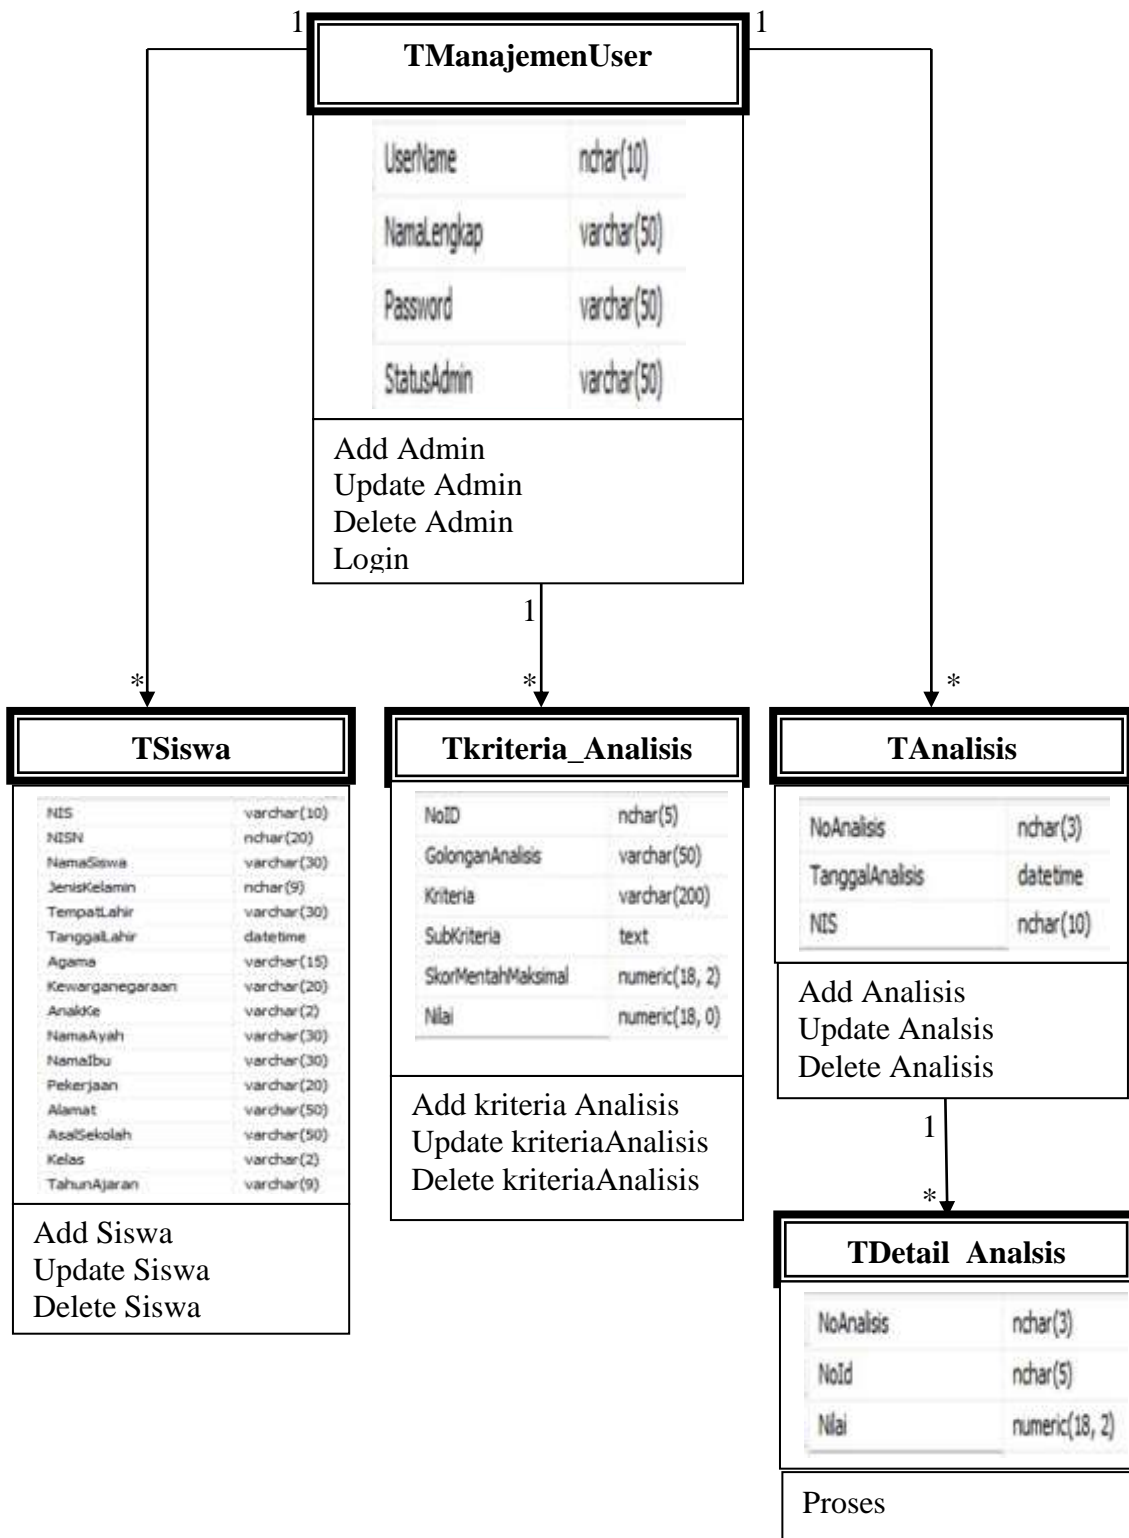 1 1
TManajemenUser
UserName nchar(10)
NamaLengkap varchar(50)
Password varchar(50)
StatusAdmin varchar(50)
Add Admin
Update Admin
Delete Admin
Login
1
* * *
TSiswa
NIS varchar(10)
NISN nchar(20)
NamaSiswa varchar(30)
JenisKelamin nchar(9)
TempatLahir varchar(30)
TanggalLahir datetime
Agama varchar(15)
Kewarganegaraan varchar(20)
AnakKe varchar(2)
NamaAyah varchar(30)
NamaIbu varchar(30)
Pekerjaan varchar(20)
Alamat varchar(50)
AsalSekolah varchar(50)
Kelas varchar(2)
TahunAjaran varchar(9)
Add Siswa
Update Siswa
Delete Siswa
Tkriteria_Analisis
NoID nchar(5)
GolonganAnalisis varchar(50)
Kriteria varchar(200)
SubKriteria text
SkorMentahMaksimal numeric(18, 2)
Nilai numeric(18, 0)
Add kriteria Analisis
Update kriteriaAnalisis
Delete kriteriaAnalisis
TAnalisis
NoAnalisis nchar(3)
TanggalAnalisis datetime
NIS nchar(10)
Add Analisis
Update Analsis
Delete Analisis
1
*
TDetail Analsis
NoAnalisis nchar(3)
NoId nchar(5)
Nilai numeric(18, 2)
Proses